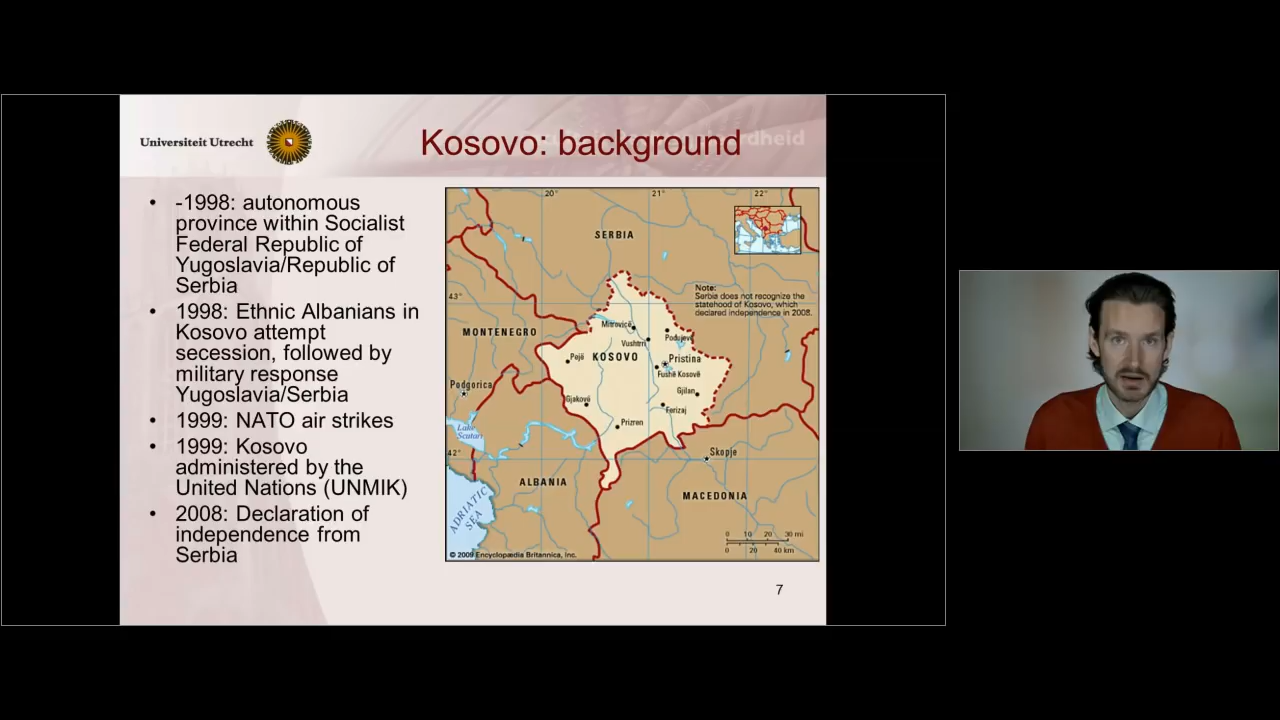 Universiteit Utrecht
Kosovo: background
• -1998: autonomous
province within Socialist
Federal Republic of
Yugoslavia/Republic of
Serbia
• 1998: Ethnic Albanians in
Kosovo attempt
secession, followed by
military response
Yugoslavia/Serbia
• 1999: NATO air strikes
• 1999: Kosovo
administered by the
United Nations (UNMIK)
• 2008: Declaration of
independence from
Serbia
20° 21° 22°
SERBIA
Note:
Serbia does not recognize the
statehood of Kosovo, which
declared independence in 2008.
43°
MONTENEGRO
Mitrovicë
Podujevë
Vushtrri
Pejë
KOSOVO
Pristina
Fushë Kosovë
Podgorica
Gjilan
Gjakovë
Ferizaj
Prizren
Lake
Scutari
42°
Skopje
ALBANIA
MACEDONIA
ADRIATIC
SEA
0 10 20 30 mi
0 20 40 km
© 2009 Encyclopædia Britannica, Inc.
7